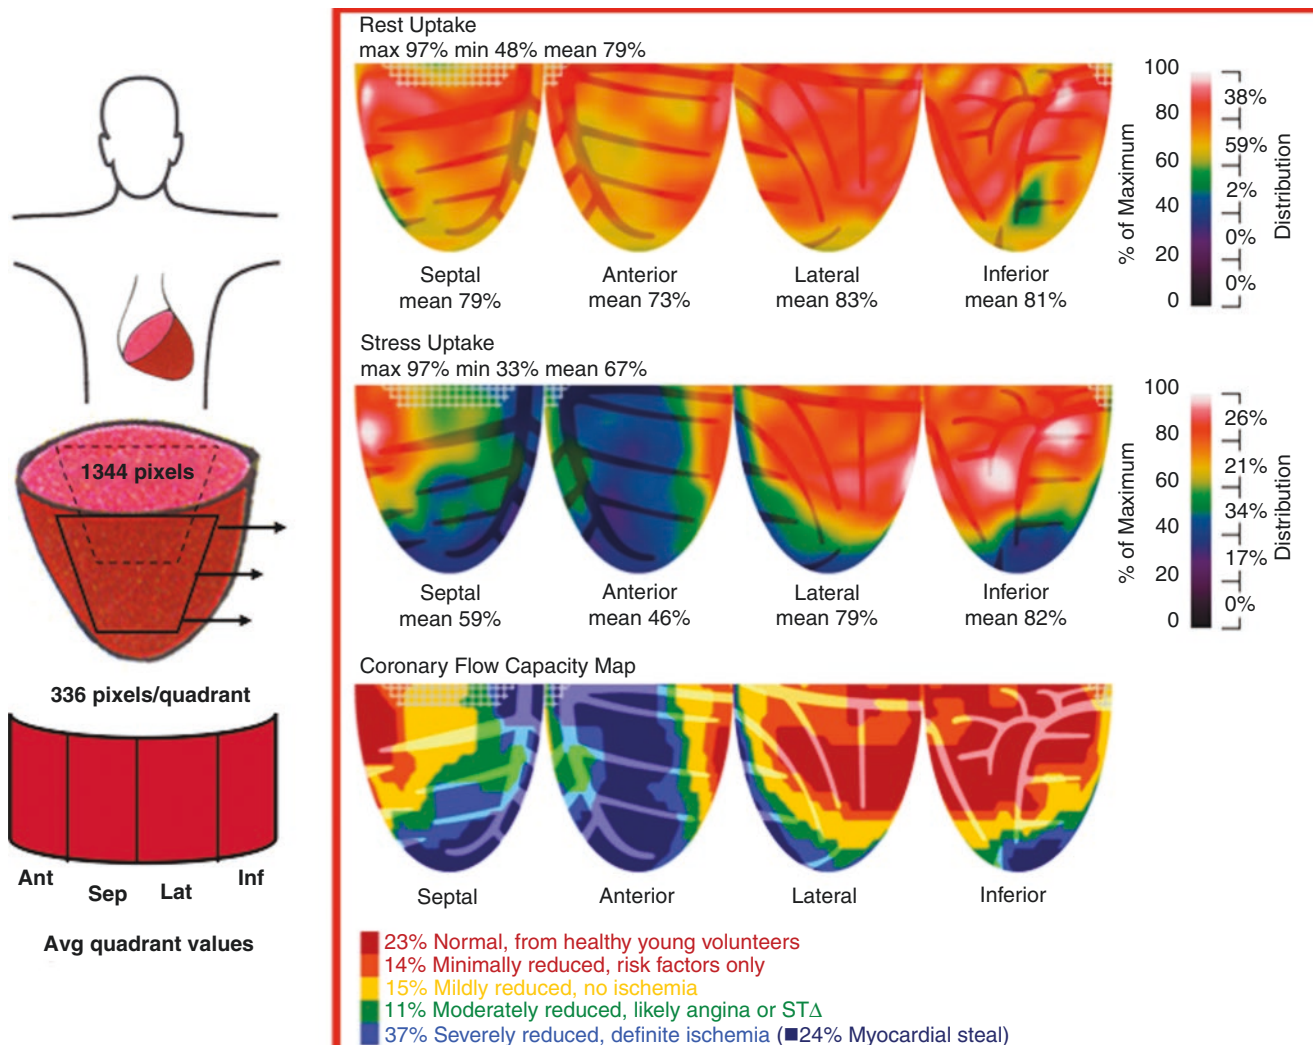 1344 pixels
336 pixels/quadrant
Ant
Sep
Lat
Inf
Avg quadrant values
Rest Uptake
max 97% min 48% mean 79%
Septal
mean 79%
Anterior
mean 73%
Lateral
mean 83%
Inferior
mean 81%
% of Maximum
100
80
60
40
20
0
38%
59%
2%
0%
0%
Distribution
Stress Uptake
max 97% min 33% mean 67%
Septal
mean 59%
Anterior
mean 46%
Lateral
mean 79%
Inferior
mean 82%
% of Maximum
100
80
60
40
20
0
26%
21%
34%
17%
0%
Distribution
Coronary Flow Capacity Map
Septal
Anterior
Lateral
Inferior
23% Normal, from healthy young volunteers
14% Minimally reduced, risk factors only
15% Mildly reduced, no ischemia
11% Moderately reduced, likely angina or STΔ
37% Severely reduced, definite ischemia (■24% Myocardial steal)